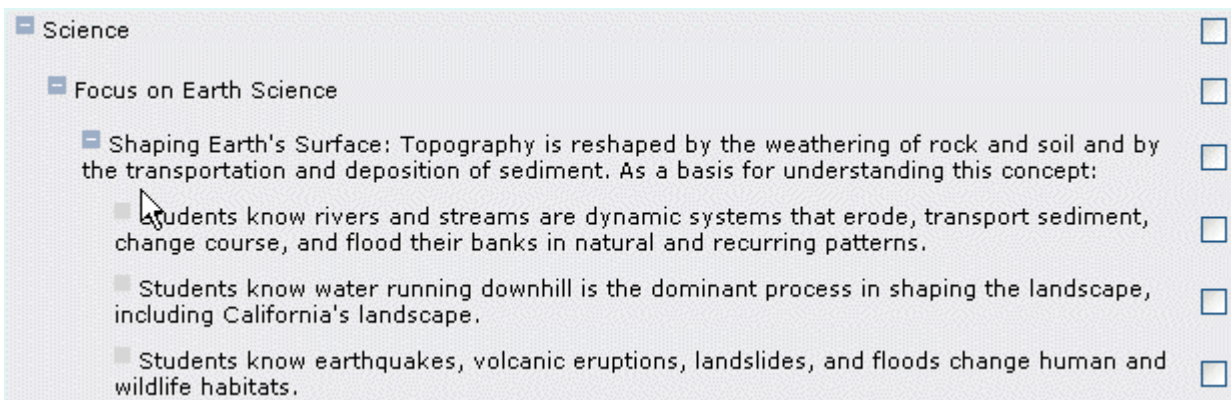 Science
Focus on Earth Science
Shaping Earth's Surface: Topography is reshaped by the weathering of rock and soil and by
the transportation and deposition of sediment. As a basis for understanding this concept:
Students know rivers and streams are dynamic systems that erode, transport sediment,
change course, and flood their banks in natural and recurring patterns.
Students know water running downhill is the dominant process in shaping the landscape,
including California's landscape.
Students know earthquakes, volcanic eruptions, landslides, and floods change human and
wildlife habitats.